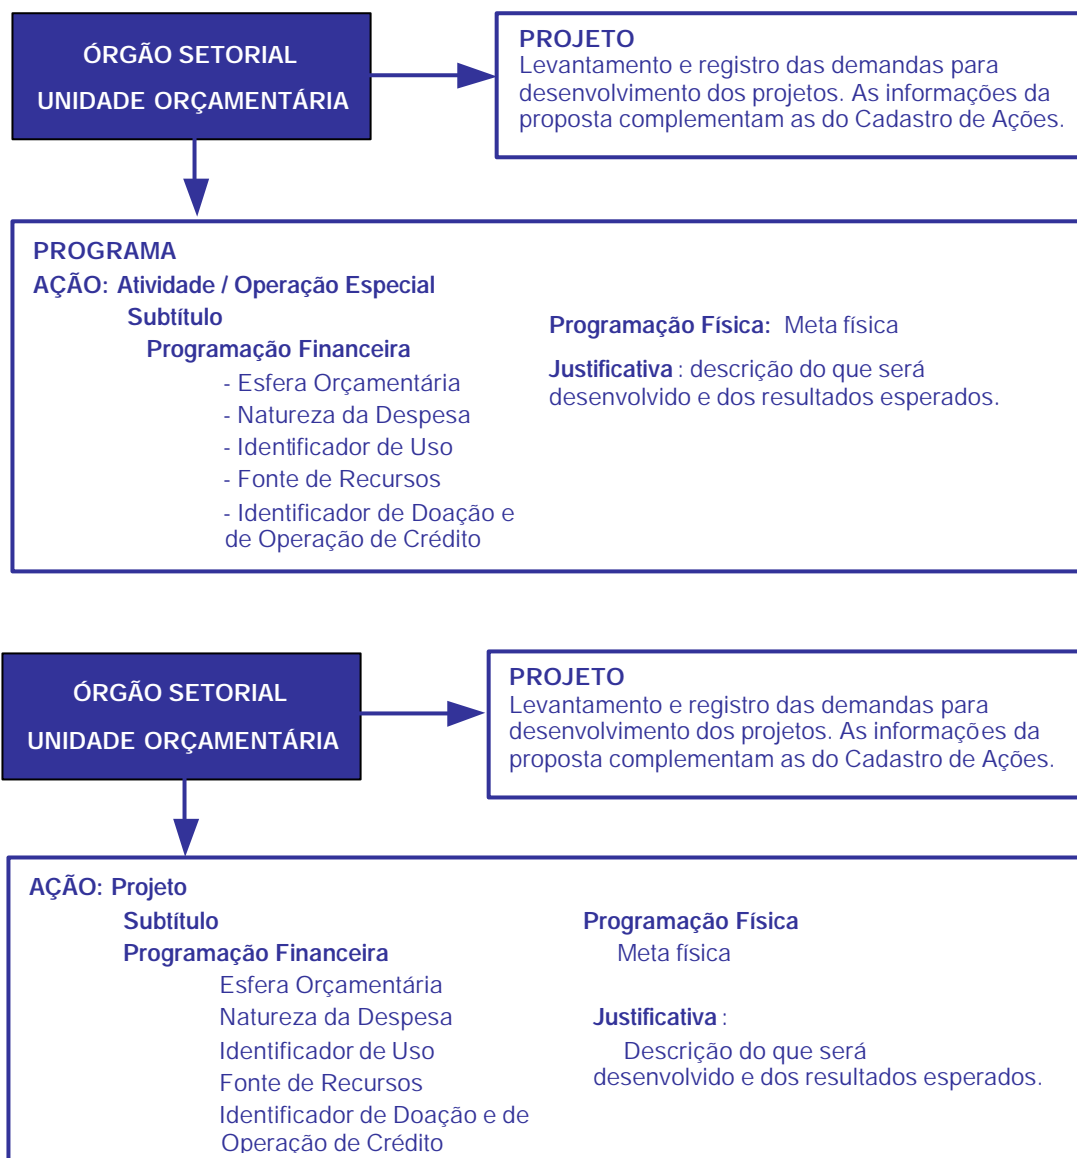 ÓRGÃO SETORIAL
UNIDADE ORÇAMENTÁRIA
PROJETO
Levantamento e registro das demandas para
desenvolvimento dos projetos. As informações da
proposta complementam as do Cadastro de Ações.
PROGRAMA
AÇÃO: Atividade / Operação Especial
Subtítulo
Programação Financeira
- Esfera Orçamentária
- Natureza da Despesa
- Identificador de Uso
- Fonte de Recursos
- Identificador de Doação e
de Operação de Crédito
Programação Física: Meta física
Justificativa : descrição do que será
desenvolvido e dos resultados esperados.
ÓRGÃO SETORIAL
UNIDADE ORÇAMENTÁRIA
PROJETO
Levantamento e registro das demandas para
desenvolvimento dos projetos. As informações da
proposta complementam as do Cadastro de Ações.
AÇÃO: Projeto
Subtítulo
Programação Financeira
Esfera Orçamentária
Natureza da Despesa
Identificador de Uso
Fonte de Recursos
Identificador de Doação e de
Operação de Crédito
Programação Física
Meta física
Justificativa :
Descrição do que será
desenvolvido e dos resultados esperados.